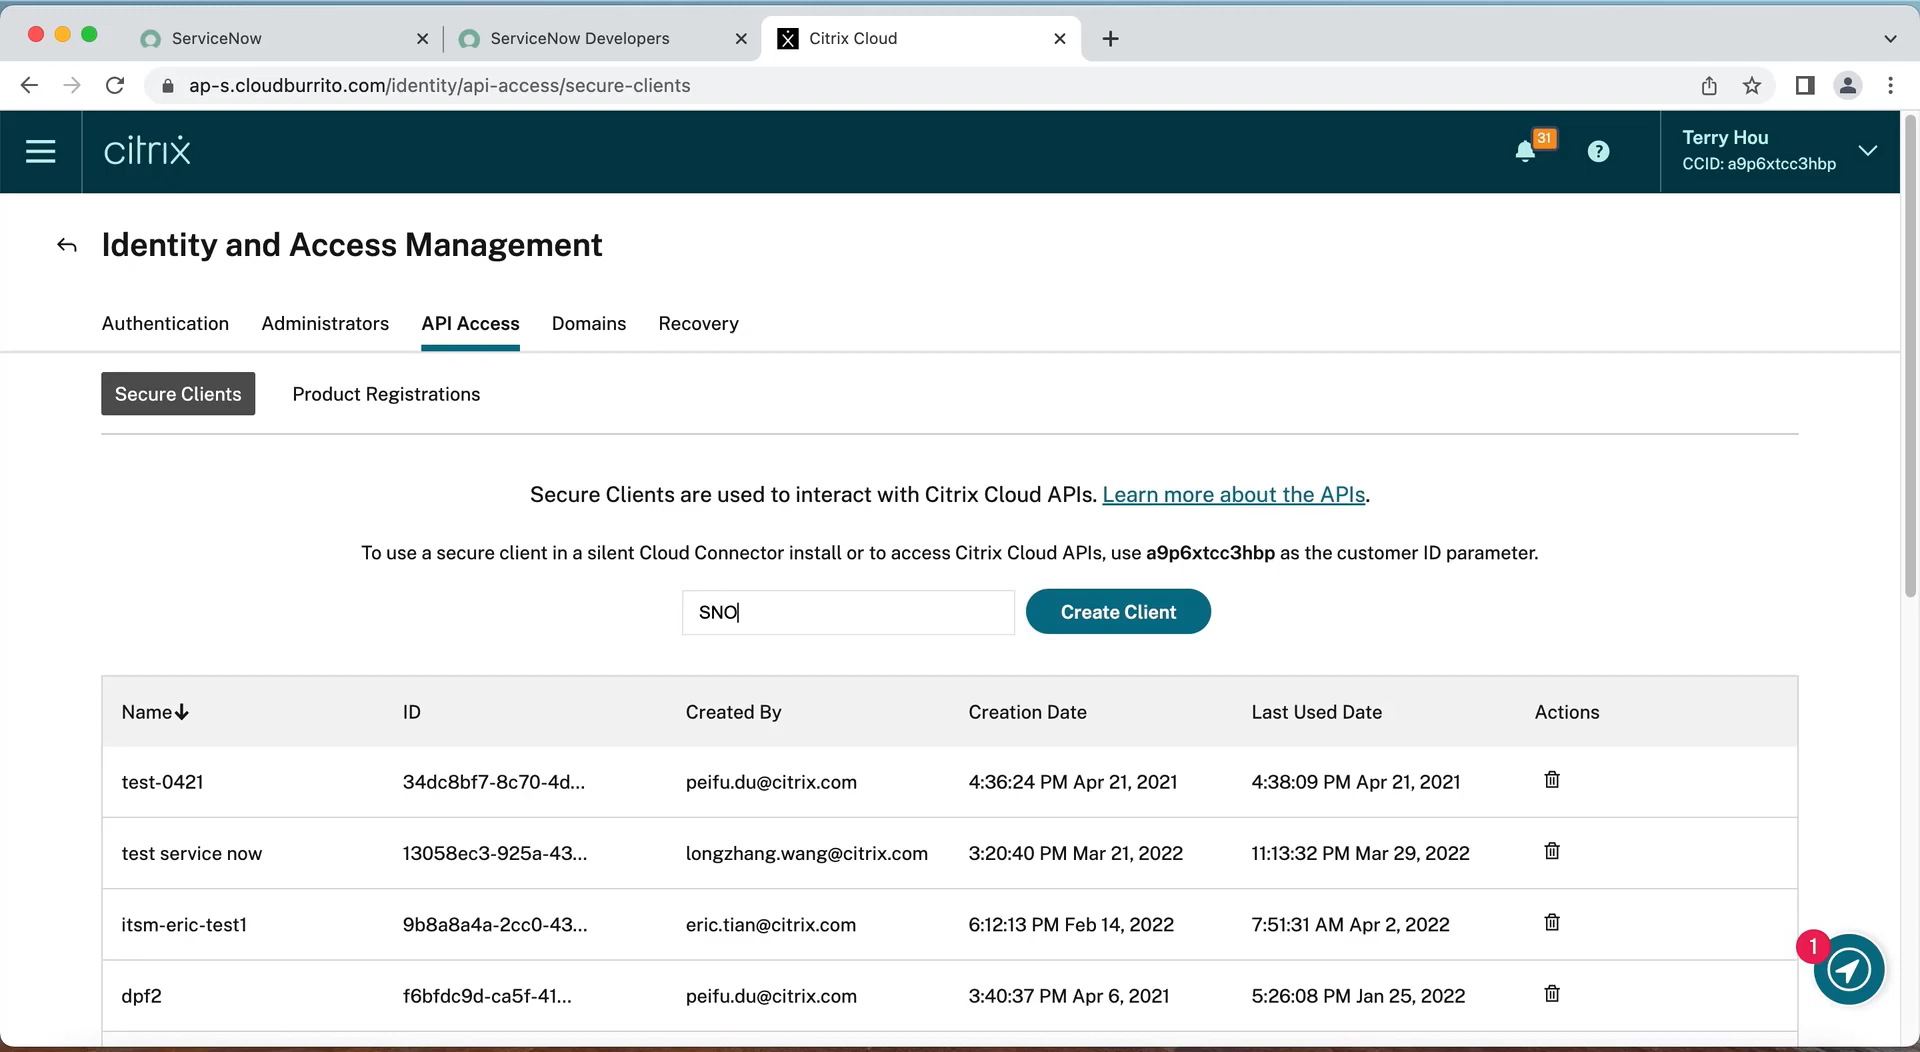 ServiceNow
ServiceNow Developers
Citrix Cloud
ap-s.cloudburrito.com/identity/api-access/secure-clients
citrix
31
?
Terry Hou
CCID: a9p6xtcc3hbp
Identity and Access Management
Authentication Administrators API Access Domains Recovery
Secure Clients Product Registrations
Secure Clients are used to interact with Citrix Cloud APIs. Learn more about the APIs.
To use a secure client in a silent Cloud Connector install or to access Citrix Cloud APIs, use a9p6xtcc3hbp as the customer ID parameter.
SNO
Create Client
Name ID Created By Creation Date Last Used Date Actions
test-0421 34dc8bf7-8c70-4d... peifu.du@citrix.com 4:36:24 PM Apr 21, 2021 4:38:09 PM Apr 21, 2021
test service now 13058ec3-925a-43... longzhang.wang@citrix.com 3:20:40 PM Mar 21, 2022 11:13:32 PM Mar 29, 2022
itsm-eric-test1 9b8a8a4a-2cc0-43... eric.tian@citrix.com 6:12:13 PM Feb 14, 2022 7:51:31 AM Apr 2, 2022
1
dpf2 f6bfdc9d-ca5f-41... peifu.du@citrix.com 3:40:37 PM Apr 6, 2021 5:26:08 PM Jan 25, 2022